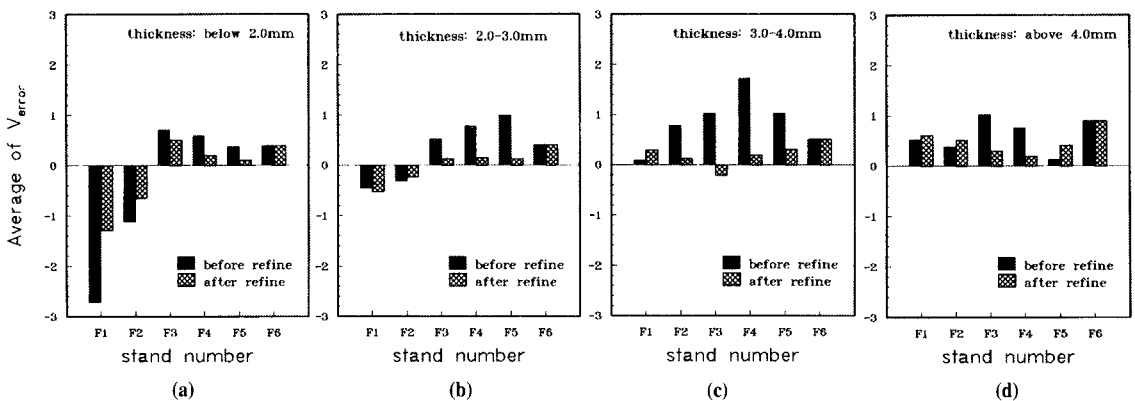 Average of Verror
3
2
1
0
-1
-2
-3
thickness: below 2.0mm
before refine
after refine
F1 F2 F3 F4 F5 F6
stand number
(a)
3
2
1
0
-1
-2
-3
thickness: 2.0-3.0mm
before refine
after refine
F1 F2 F3 F4 F5 F6
stand number
(b)
3
2
1
0
-1
-2
-3
thickness: 3.0-4.0mm
before refine
after refine
F1 F2 F3 F4 F5 F6
stand number
(c)
3
2
1
0
-1
-2
-3
thickness: above 4.0mm
before refine
after refine
F1 F2 F3 F4 F5 F6
stand number
(d)